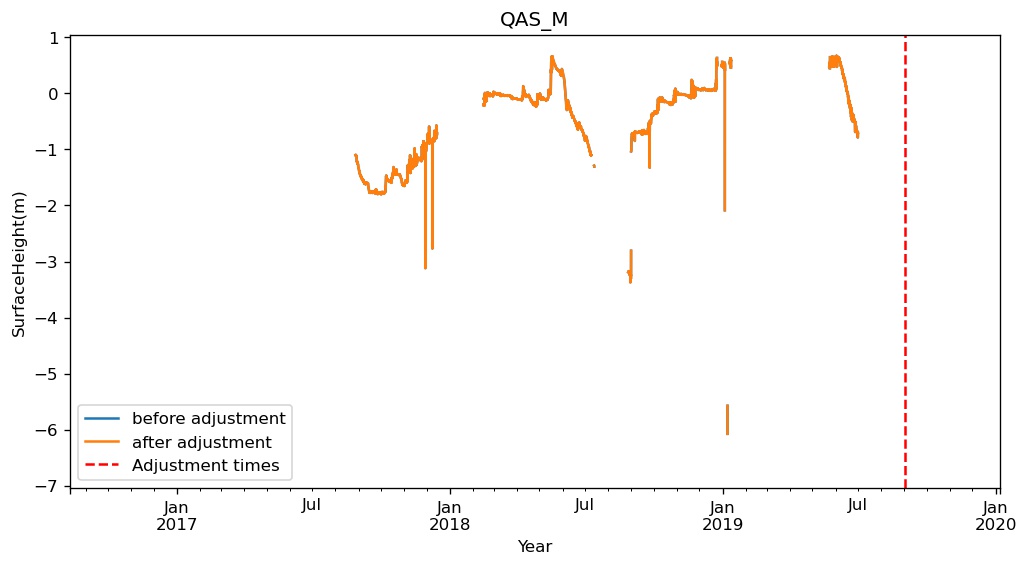 QAS_M
1
0
−1
−2
−3
−4
−5
−6
−7
SurfaceHeight(m)
before adjustment
after adjustment
Adjustment times
Jan Jul Jan Jul Jan Jul Jan
2017 2018 2019 2020
Year